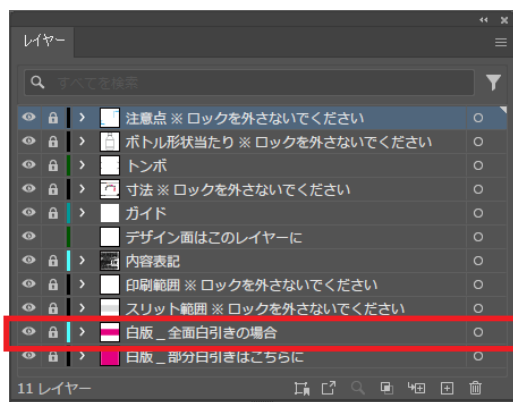 レイヤー
すべてを検索
注意点 ※ ロックを外さないでください
ボトル形状当たり ※ ロックを外さないでください
トンボ
寸法 ※ ロックを外さないでください
ガイド
デザイン面はこのレイヤーに
内容表記
印刷範囲 ※ ロックを外さないでください
スリット範囲 ※ ロックを外さないでください
白版 _ 全面白引きの場合
白版 _ 部分白引きはこちらに
11 レイヤー